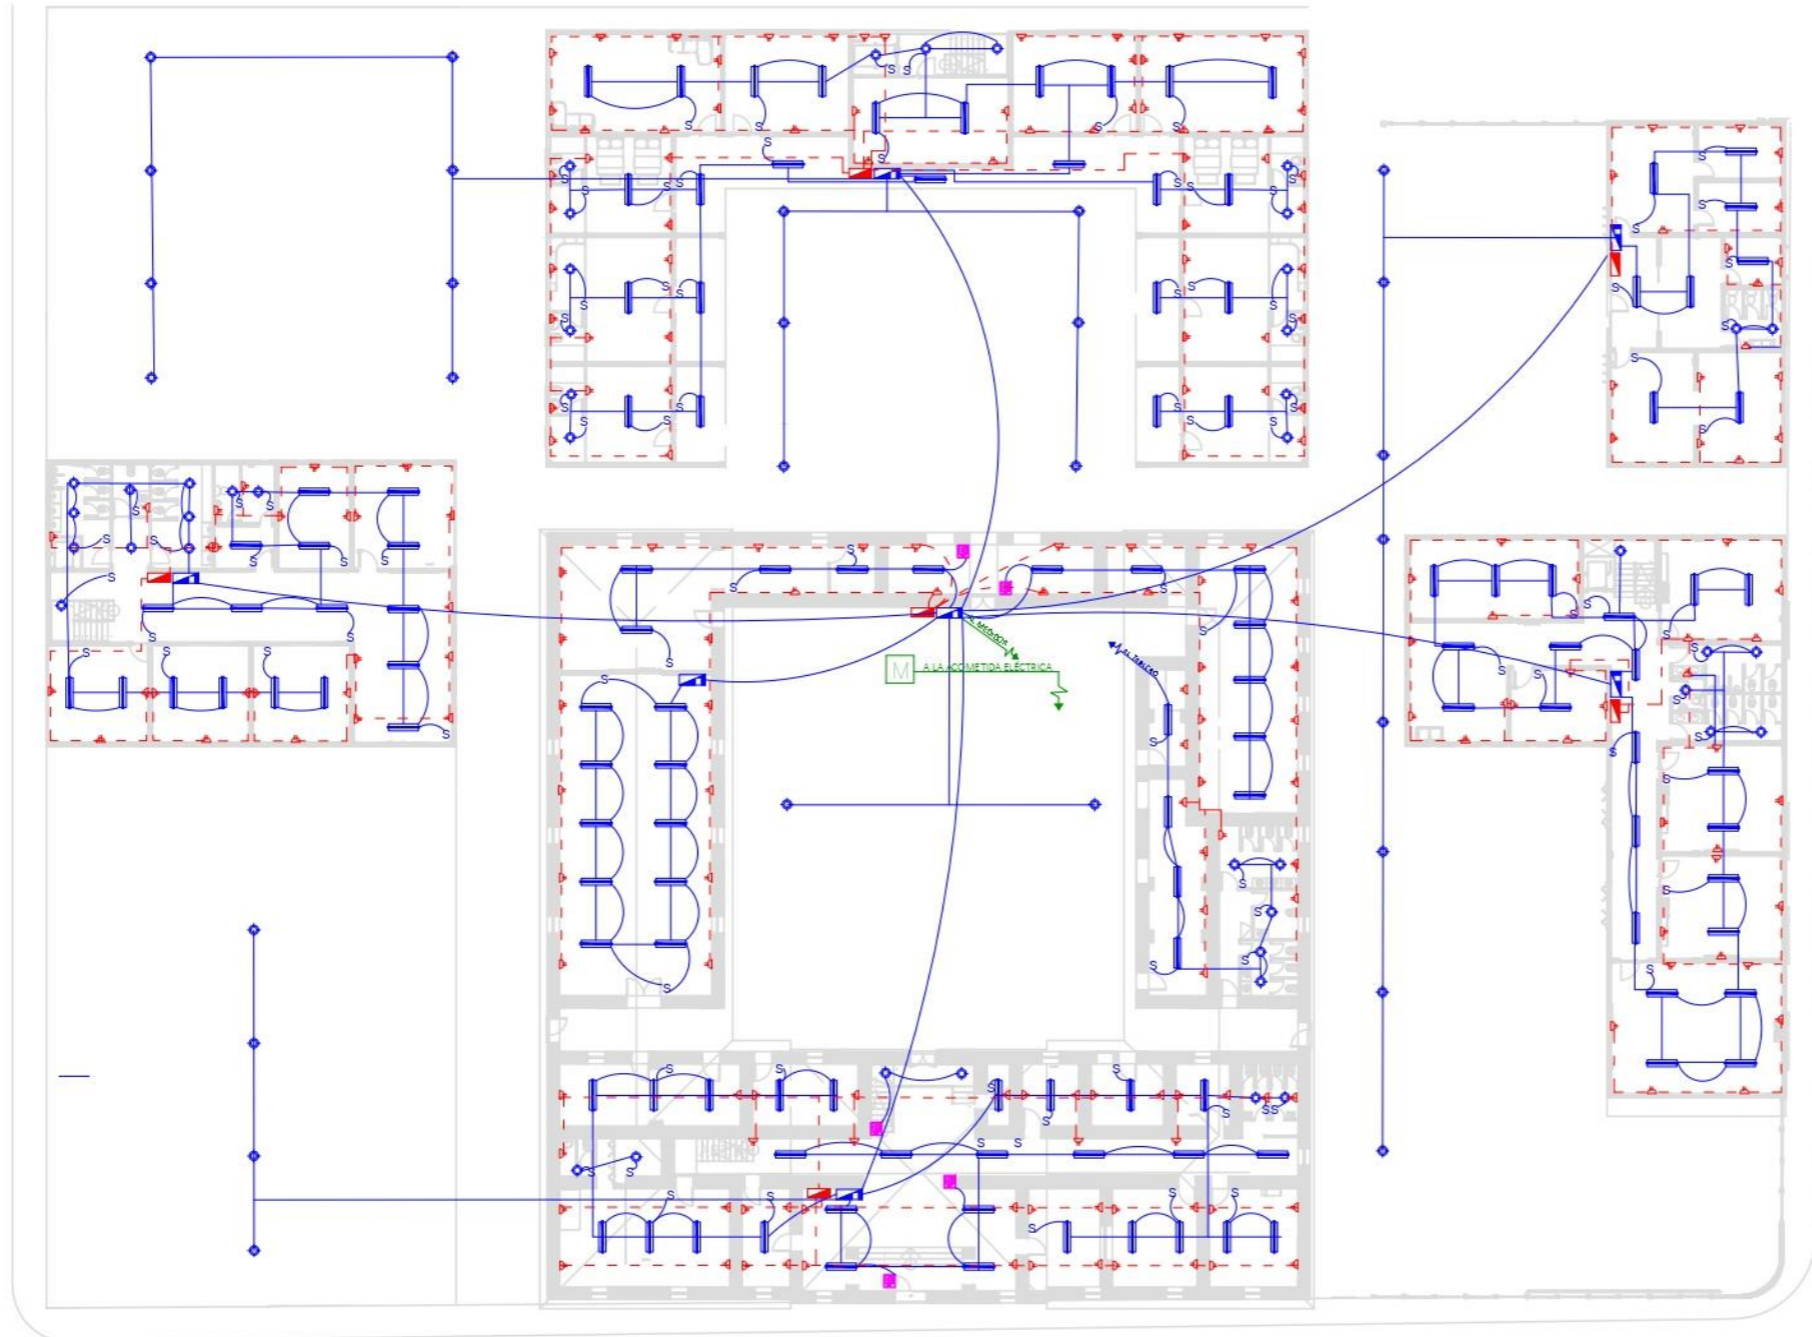 AL MEDIDOR
AL TABLERO
M
A LA ACOMETIDA ELÉCTRICA
S